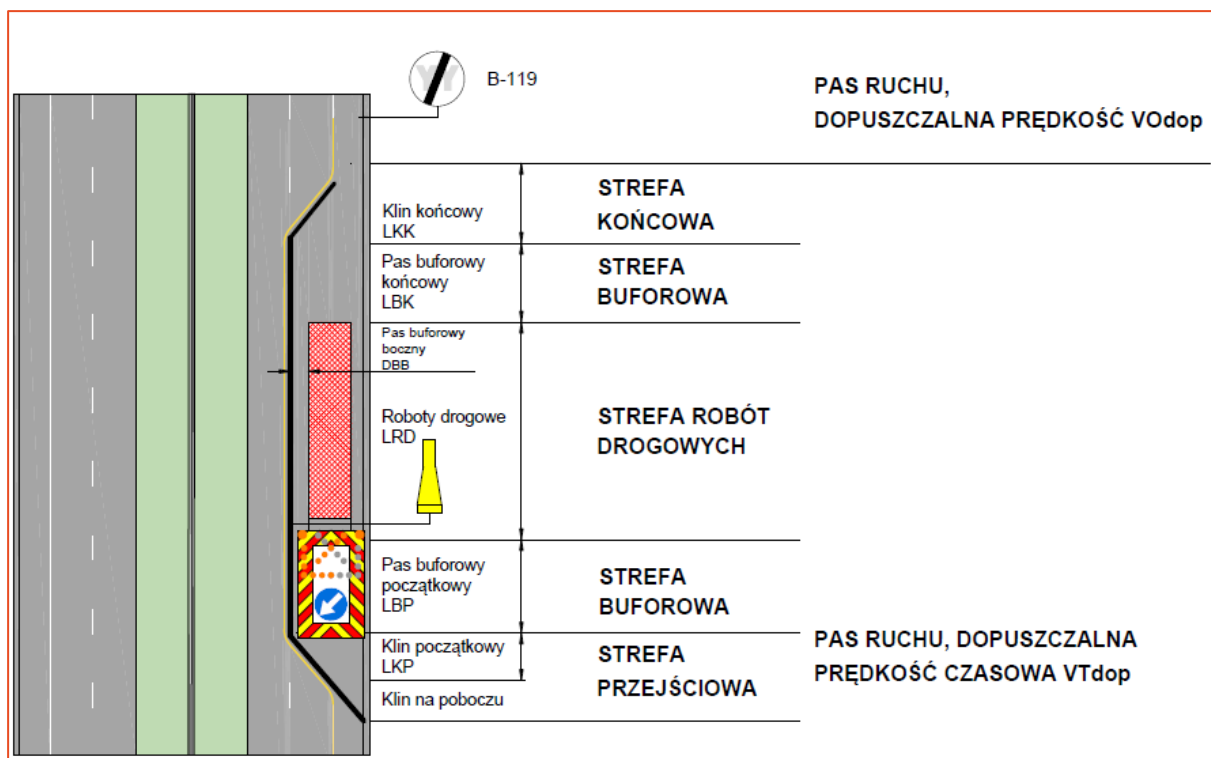 YY
B-119
PAS RUCHU,
DOPUSZCZALNA PRĘDKOŚĆ VOdop
Klin końcowy
LKK
STREFA
KOŃCOWA
Pas buforowy
końcowy
LBK
STREFA
BUFOROWA
Pas buforowy
boczny
DBB
Roboty drogowe
LRD
STREFA ROBÓT
DROGOWYCH
Pas buforowy
początkowy
LBP
STREFA
BUFOROWA
Klin początkowy
LKP
Klin na poboczu
STREFA
PRZEJŚCIOWA
PAS RUCHU, DOPUSZCZALNA
PRĘDKOŚĆ CZASOWA VTdop